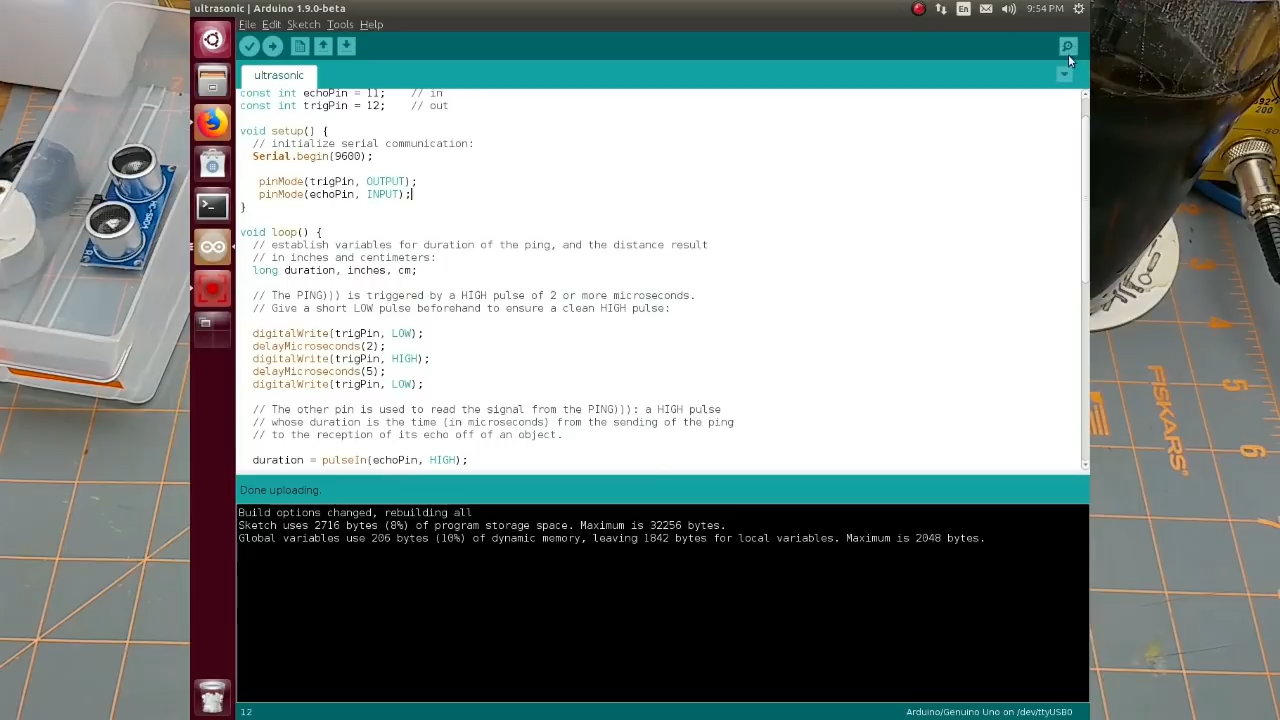 ultrasonic | Arduino 1.9.0-beta
En
9:54 PM
File Edit Sketch Tools Help
ultrasonic
const int echoPin = 11;    // in
const int trigPin = 12;    // out
void setup() {
// initialize serial communication:
Serial.begin(9600);
pinMode(trigPin, OUTPUT);
pinMode(echoPin, INPUT);
}
void loop() {
// establish variables for duration of the ping, and the distance result
// in inches and centimeters:
long duration, inches, cm;
// The PING))) is triggered by a HIGH pulse of 2 or more microseconds.
// Give a short LOW pulse beforehand to ensure a clean HIGH pulse:
digitalWrite(trigPin, LOW);
delayMicroseconds(2);
digitalWrite(trigPin, HIGH);
delayMicroseconds(5);
digitalWrite(trigPin, LOW);
// The other pin is used to read the signal from the PING))): a HIGH pulse
// whose duration is the time (in microseconds) from the sending of the ping
// to the reception of its echo off of an object.
duration = pulseIn(echoPin, HIGH);
Done uploading.
Build options changed, rebuilding all
Sketch uses 2716 bytes (8%) of program storage space. Maximum is 32256 bytes.
Global variables use 206 bytes (10%) of dynamic memory, leaving 1842 bytes for local variables. Maximum is 2048 bytes.
12
Arduino/Genuino Uno on /dev/ttyUSB0
HC-SR04
FISKARS
4
5
6